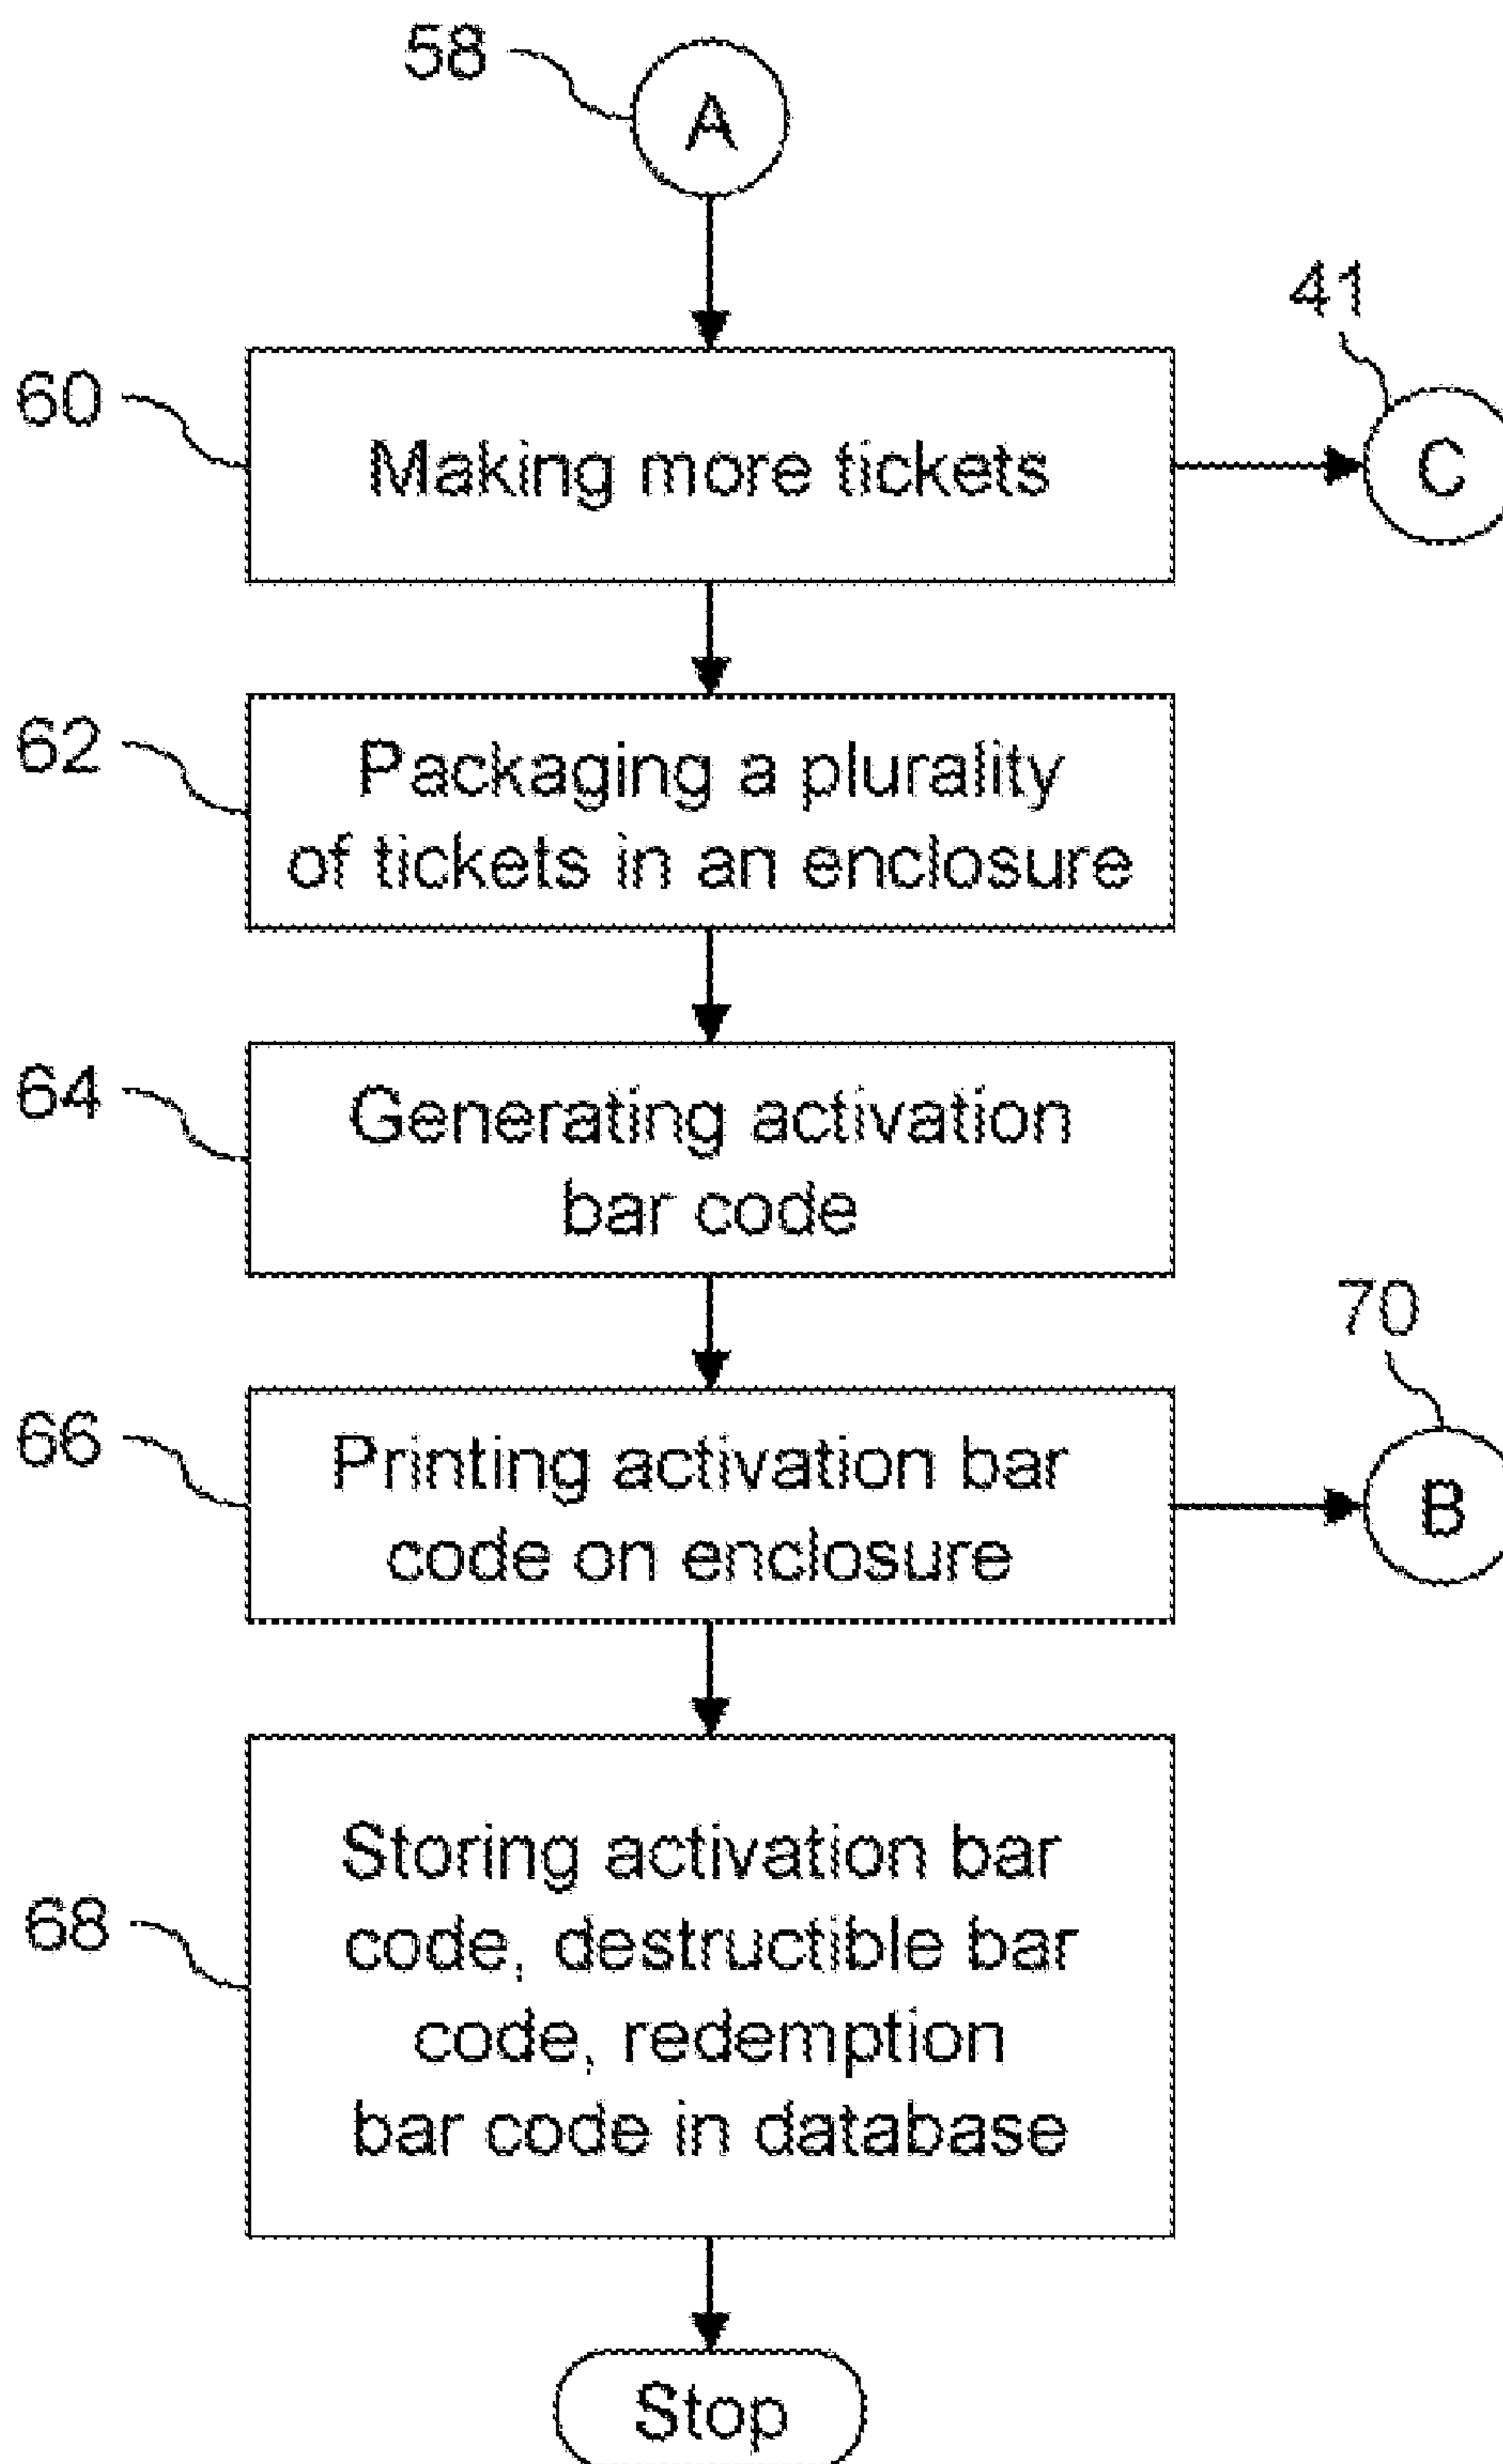 58
A
41
60
Making more tickets
C
62
Packaging a plurality
of tickets in an enclosure
64
Generating activation
bar code
70
66
Printing activation bar
code on enclosure
B
68
Storing activation bar
code, destructible bar
code, redemption
bar code in database
Stop